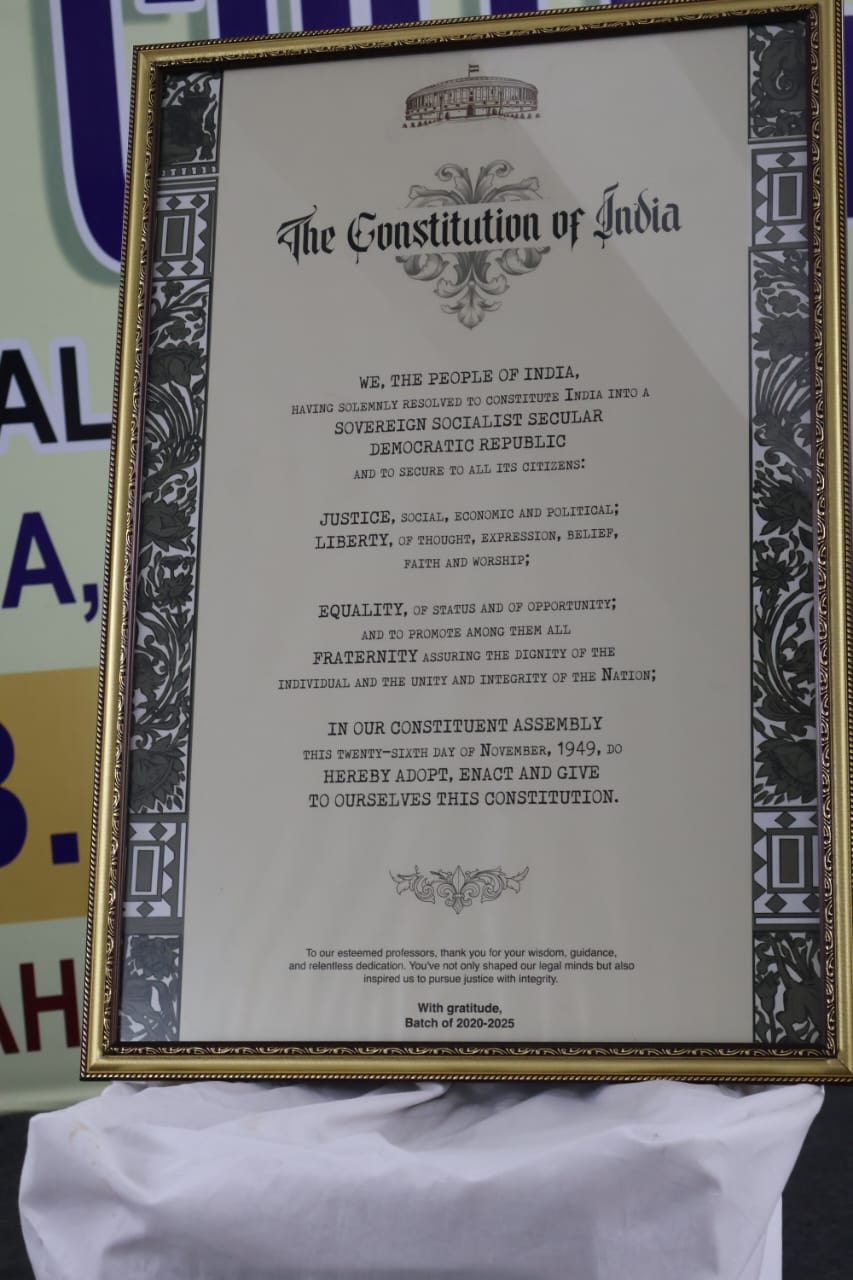 AL
A,
B.
AH
The Constitution of India
WE, THE PEOPLE OF INDIA,
HAVING SOLEMNLY RESOLVED TO CONSTITUTE INDIA INTO A
SOVEREIGN SOCIALIST SECULAR
DEMOCRATIC REPUBLIC
AND TO SECURE TO ALL ITS CITIZENS:
JUSTICE, SOCIAL, ECONOMIC AND POLITICAL;
LIBERTY, OF THOUGHT, EXPRESSION, BELIEF,
FAITH AND WORSHIP;
EQUALITY, OF STATUS AND OF OPPORTUNITY;
AND TO PROMOTE AMONG THEM ALL
FRATERNITY ASSURING THE DIGNITY OF THE
INDIVIDUAL AND THE UNITY AND INTEGRITY OF THE NATION;
IN OUR CONSTITUENT ASSEMBLY
THIS TWENTY-SIXTH DAY OF NOVEMBER, 1949, DO
HEREBY ADOPT, ENACT AND GIVE
TO OURSELVES THIS CONSTITUTION.
To our esteemed professors, thank you for your wisdom, guidance,
and relentless dedication. You've not only shaped our legal minds but also
inspired us to pursue justice with integrity.
With gratitude,
Batch of 2020-2025